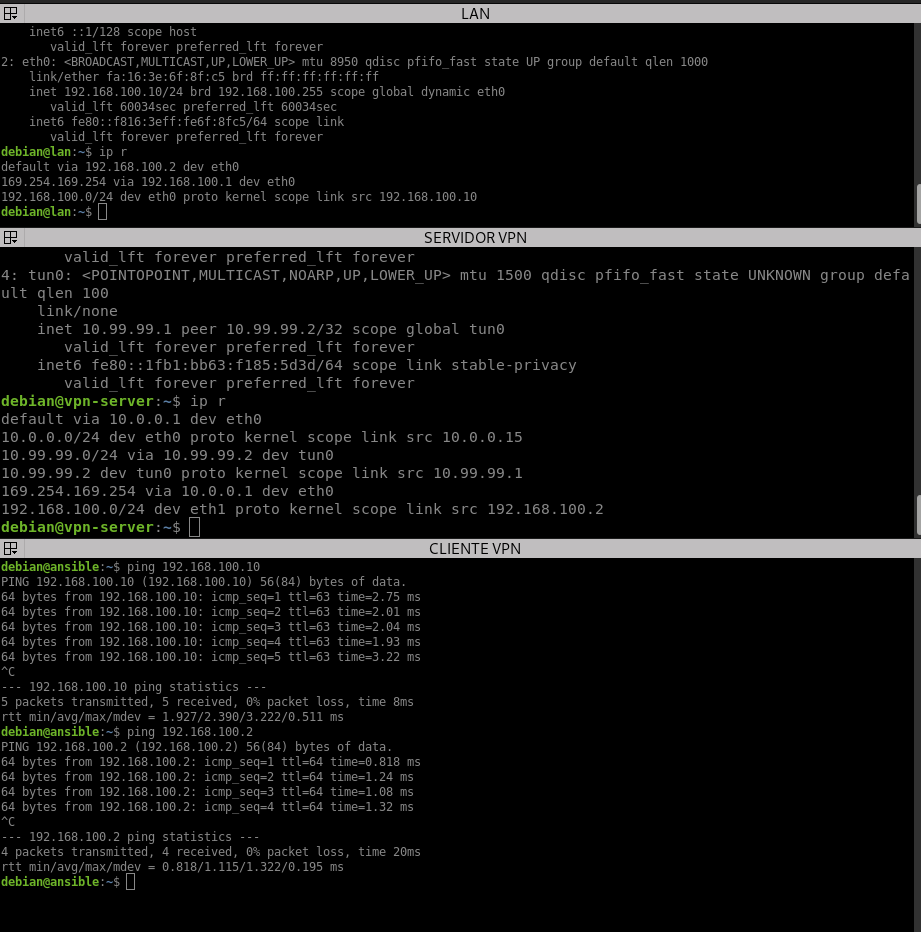 LAN
    inet6 ::1/128 scope host
       valid_lft forever preferred_lft forever
2: eth0: <BROADCAST,MULTICAST,UP,LOWER_UP> mtu 8950 qdisc pfifo_fast state UP group default qlen 1000
    link/ether fa:16:3e:6f:8f:c5 brd ff:ff:ff:ff:ff:ff
    inet 192.168.100.10/24 brd 192.168.100.255 scope global dynamic eth0
       valid_lft 60034sec preferred_lft 60034sec
    inet6 fe80::f816:3eff:fe6f:8fc5/64 scope link
       valid_lft forever preferred_lft forever
debian@lan:~$ ip r
default via 192.168.100.2 dev eth0
169.254.169.254 via 192.168.100.1 dev eth0
192.168.100.0/24 dev eth0 proto kernel scope link src 192.168.100.10
debian@lan:~$
SERVIDOR VPN
       valid_lft forever preferred_lft forever
4: tun0: <POINTOPOINT,MULTICAST,NOARP,UP,LOWER_UP> mtu 1500 qdisc pfifo_fast state UNKNOWN group defa
ult qlen 100
    link/none
    inet 10.99.99.1 peer 10.99.99.2/32 scope global tun0
       valid_lft forever preferred_lft forever
    inet6 fe80::1fb1:bb63:f185:5d3d/64 scope link stable-privacy
       valid_lft forever preferred_lft forever
debian@vpn-server:~$ ip r
default via 10.0.0.1 dev eth0
10.0.0.0/24 dev eth0 proto kernel scope link src 10.0.0.15
10.99.99.0/24 via 10.99.99.2 dev tun0
10.99.99.2 dev tun0 proto kernel scope link src 10.99.99.1
169.254.169.254 via 10.0.0.1 dev eth0
192.168.100.0/24 dev eth1 proto kernel scope link src 192.168.100.2
debian@vpn-server:~$
CLIENTE VPN
debian@ansible:~$ ping 192.168.100.10
PING 192.168.100.10 (192.168.100.10) 56(84) bytes of data.
64 bytes from 192.168.100.10: icmp_seq=1 ttl=63 time=2.75 ms
64 bytes from 192.168.100.10: icmp_seq=2 ttl=63 time=2.01 ms
64 bytes from 192.168.100.10: icmp_seq=3 ttl=63 time=2.04 ms
64 bytes from 192.168.100.10: icmp_seq=4 ttl=63 time=1.93 ms
64 bytes from 192.168.100.10: icmp_seq=5 ttl=63 time=3.22 ms
^C
--- 192.168.100.10 ping statistics ---
5 packets transmitted, 5 received, 0% packet loss, time 8ms
rtt min/avg/max/mdev = 1.927/2.390/3.222/0.511 ms
debian@ansible:~$ ping 192.168.100.2
PING 192.168.100.2 (192.168.100.2) 56(84) bytes of data.
64 bytes from 192.168.100.2: icmp_seq=1 ttl=64 time=0.818 ms
64 bytes from 192.168.100.2: icmp_seq=2 ttl=64 time=1.24 ms
64 bytes from 192.168.100.2: icmp_seq=3 ttl=64 time=1.08 ms
64 bytes from 192.168.100.2: icmp_seq=4 ttl=64 time=1.32 ms
^C
--- 192.168.100.2 ping statistics ---
4 packets transmitted, 4 received, 0% packet loss, time 20ms
rtt min/avg/max/mdev = 0.818/1.115/1.322/0.195 ms
debian@ansible:~$